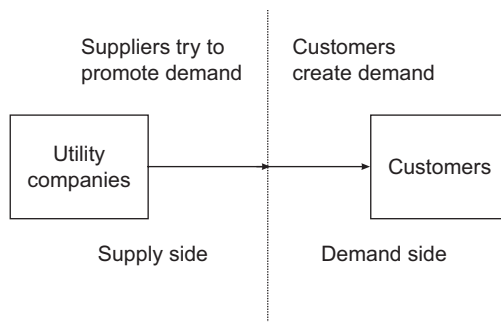 Suppliers try to
promote demand
Customers
create demand
Utility
companies
Customers
Supply side
Demand side